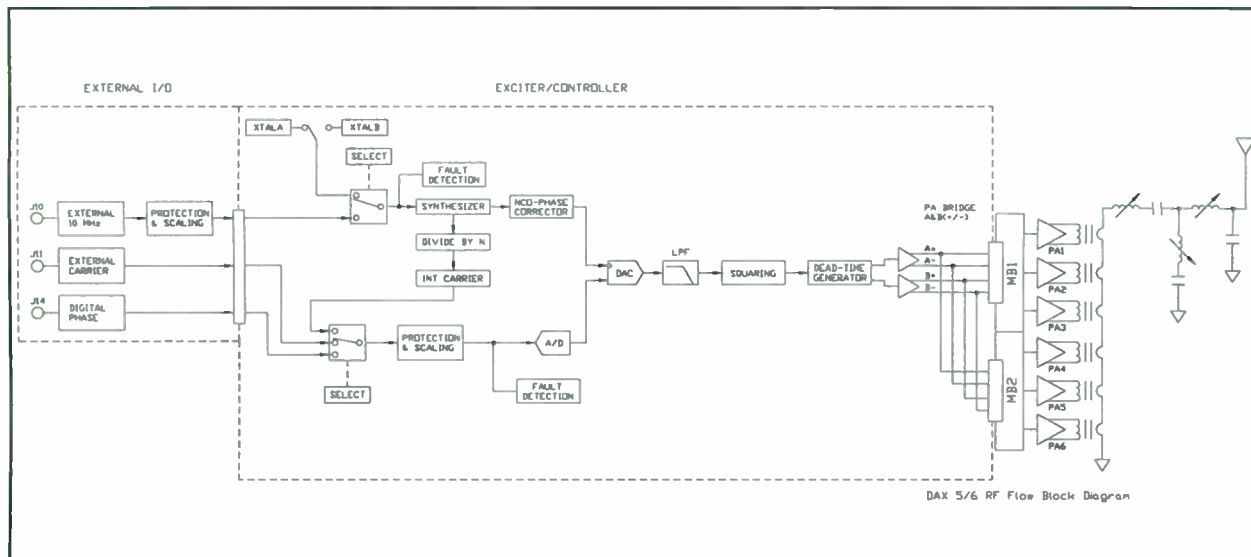 EXTERNAL I/O
EXCITER/CONTROLLER
XTALA
XTALB
SELECT
FAULT
DETECTION
J10
EXTERNAL
10 MHz
PROTECTION
& SCALING
SYNTHESIZER
NCO-PHASE
CORRECTOR
PA BRIDGE
A&B(+/-)
DIVIDE BY N
J11
EXTERNAL
CARRIER
INT CARRIER
DAC
LPF
SQUARING
DEAD-TIME
GENERATOR
A+
A-
B+
B-
MB1
PA1
PA2
PA3
J14
DIGITAL
PHASE
PROTECTION
& SCALING
A/D
SELECT
FAULT
DETECTION
MB2
PA4
PA5
PA6
DAX 5/6 RF Flow Block Diagram